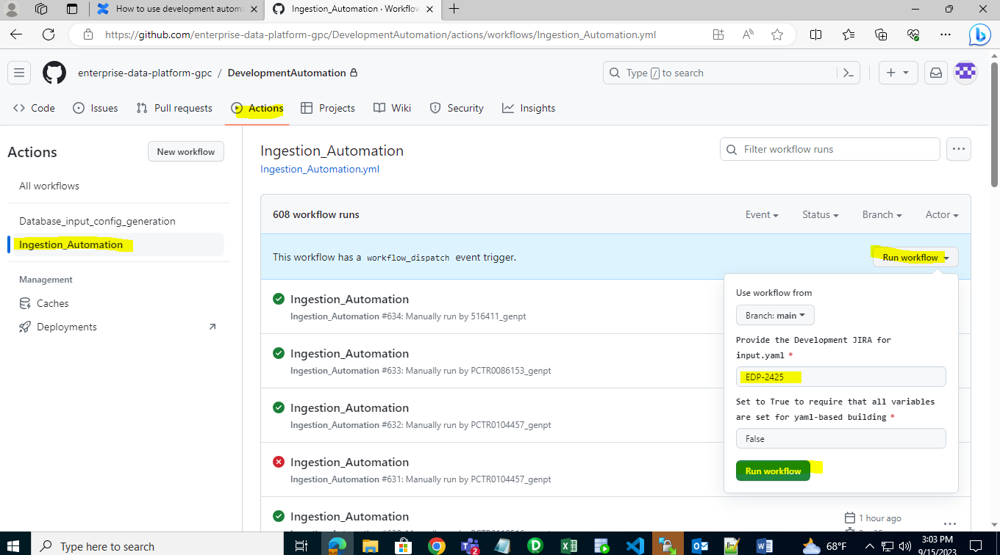 How to use development autom
Ingestion_Automation · Workflow
https://github.com/enterprise-data-platform-gpc/DevelopmentAutomation/actions/workflows/Ingestion_Automation.yml
enterprise-data-platform-gpc / DevelopmentAutomation
Type / to search
Code Issues Pull requests Actions Projects Wiki Security Insights
Actions
New workflow
All workflows
Database_input_config_generation
Ingestion_Automation
Management
Caches
Deployments
Ingestion_Automation
Ingestion_Automation.yml
Filter workflow runs
608 workflow runs
Event Status Branch Actor
This workflow has a workflow_dispatch event trigger.
Run workflow
Ingestion_Automation
Ingestion_Automation #634: Manually run by 516411_genpt
Ingestion_Automation
Ingestion_Automation #633: Manually run by PCTR0086153_genpt
Ingestion_Automation
Ingestion_Automation #632: Manually run by PCTR0104457_genpt
Ingestion_Automation
Ingestion_Automation #631: Manually run by PCTR0104457_genpt
Ingestion_Automation
1 hour ago
Use workflow from
Branch: main
Provide the Development JIRA for
input.yaml *
EDP-2425
Set to True to require that all variables
are set for yaml-based building *
False
Run workflow
Type here to search
2
68°F
3:03 PM
9/15/2023